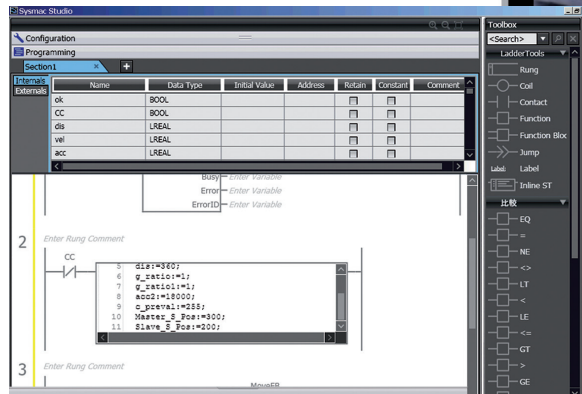 Sysmac Studio
Configuration
Programming
Section1 × +
Internals
Externals
Name Data Type Initial Value Address Retain Constant Comment
ok BOOL
CC BOOL
dis LREAL
vel LREAL
acc LREAL
Busy Enter Variable
Error Enter Variable
ErrorID Enter Variable
2 Enter Rung Comment
CC
5 dis:=360;
6 g_ratio:=1;
7 g_ratio1:=1;
8 acc2:=18000;
9 c_preval:=255;
10 Master_S_Pos:=300;
11 Slave_S_Pos:=200;
3 Enter Rung Comment
MoveFB
Toolbox
<Search>
LadderTools
Rung
Coil
Contact
Function
Function Bloc
Jump
Label: Label
Inline ST
比較
EQ
=
NE
<>
LT
<
LE
<=
GT
>
GE